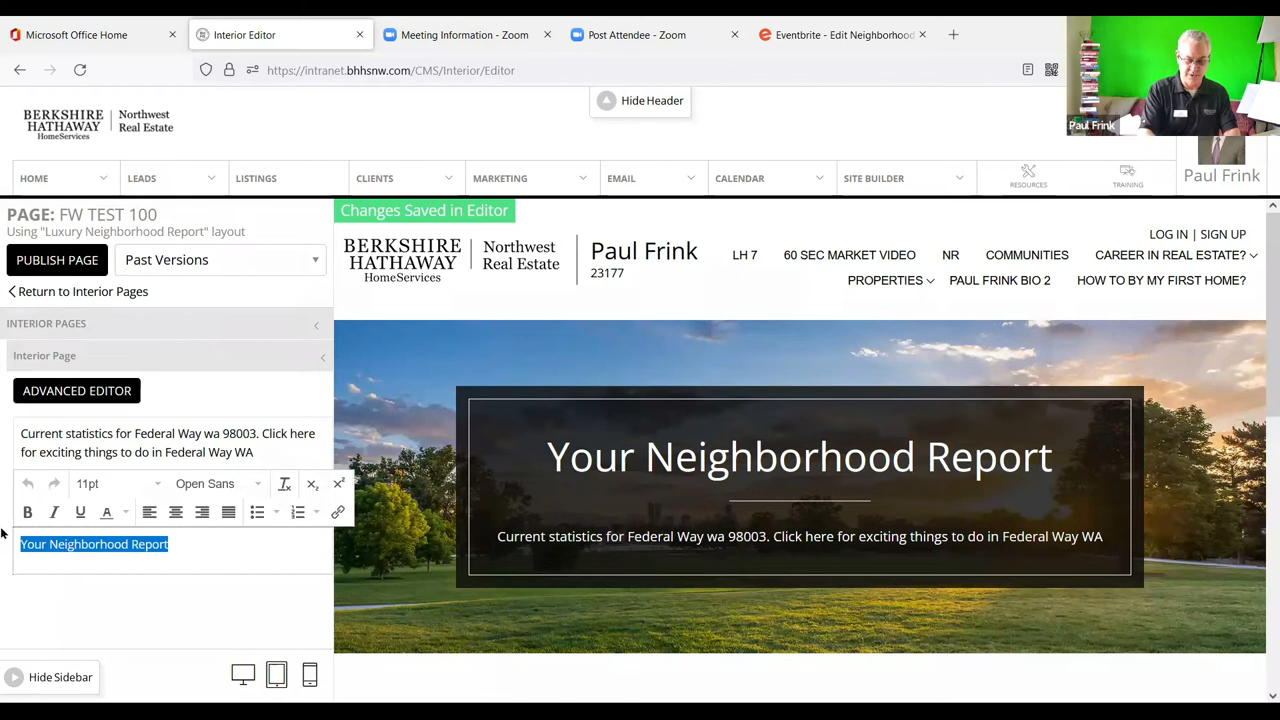 Microsoft Office Home
Interior Editor
Meeting Information - Zoom
Post Attendee - Zoom
Eventbrite - Edit Neighborhood
https://intranet.bhhsnw.com/CMS/Interior/Editor
Paul Frink
BERKSHIRE
HATHAWAY
HomeServices
Northwest
Real Estate
Hide Header
HOME
LEADS
LISTINGS
CLIENTS
MARKETING
EMAIL
CALENDAR
SITE BUILDER
RESOURCES
TRAINING
Paul Frink
PAGE: FW TEST 100
Using "Luxury Neighborhood Report" layout
PUBLISH PAGE
Past Versions
Return to Interior Pages
INTERIOR PAGES
Interior Page
ADVANCED EDITOR
Current statistics for Federal Way wa 98003. Click here
for exciting things to do in Federal Way WA
11pt
Open Sans
Your Neighborhood Report
Hide Sidebar
Changes Saved in Editor
BERKSHIRE
HATHAWAY
HomeServices
Northwest
Real Estate
Paul Frink
23177
LOG IN | SIGN UP
LH 7
60 SEC MARKET VIDEO
NR
COMMUNITIES
CAREER IN REAL ESTATE?
PROPERTIES
PAUL FRINK BIO 2
HOW TO BY MY FIRST HOME?
Your Neighborhood Report
Current statistics for Federal Way wa 98003. Click here for exciting things to do in Federal Way WA